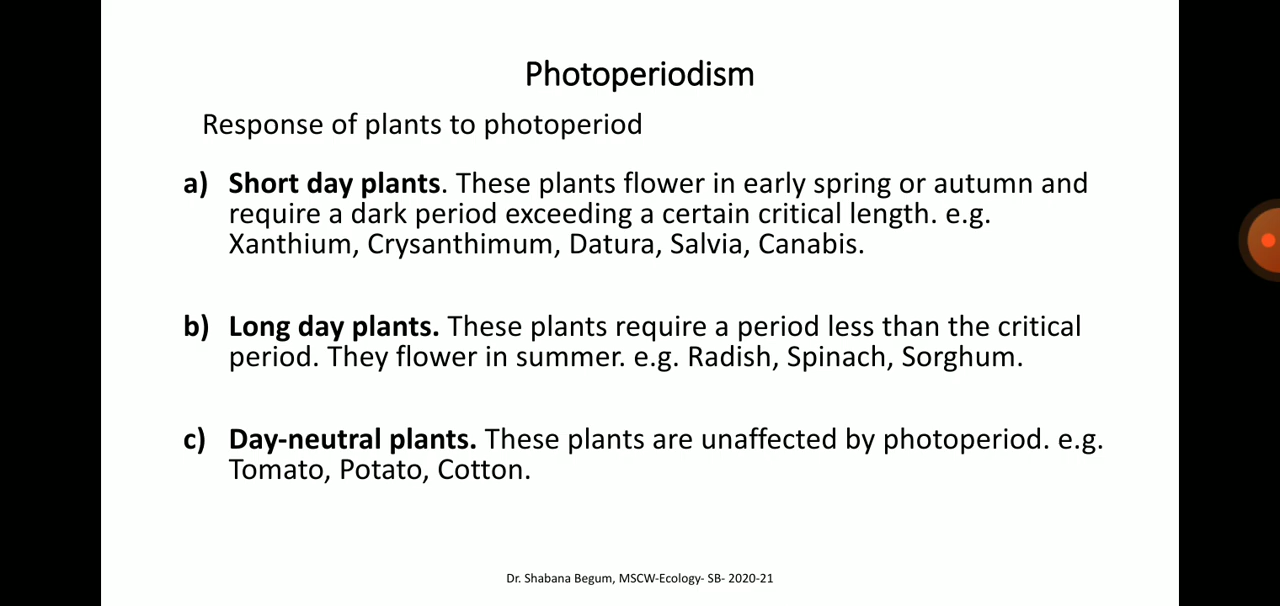 Photoperiodism
Response of plants to photoperiod
a) Short day plants. These plants flower in early spring or autumn and
require a dark period exceeding a certain critical length. e.g.
Xanthium, Crysanthimum, Datura, Salvia, Canabis.
b) Long day plants. These plants require a period less than the critical
period. They flower in summer. e.g. Radish, Spinach, Sorghum.
c) Day-neutral plants. These plants are unaffected by photoperiod. e.g.
Tomato, Potato, Cotton.
Dr. Shabana Begum, MSCW-Ecology- SB- 2020-21